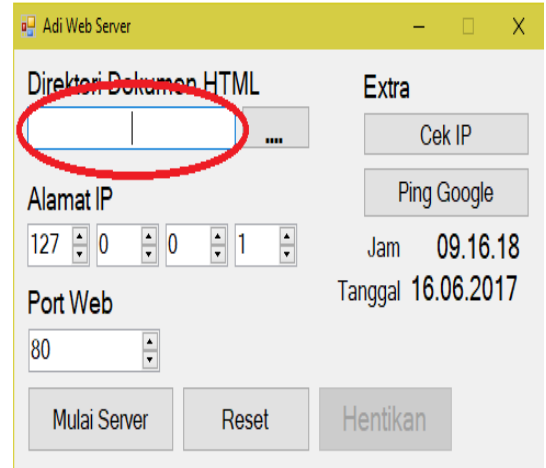 Adi Web Server
Direktori Dokumen HTML
....
Alamat IP
127 0 0 1
Port Web
80
Mulai Server Reset Hentikan
Extra
Cek IP
Ping Google
Jam 09.16.18
Tanggal 16.06.2017